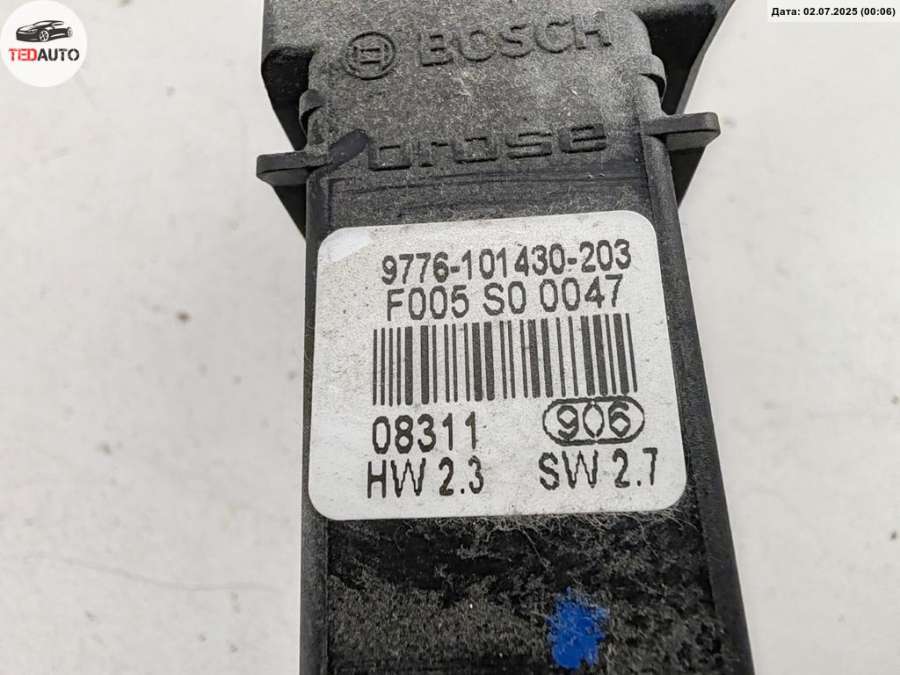 Дата: 02.07.2025 (00:06)
TEDAUTO
BOSCH
brose
9776-101430-203
F005 S0 0047
08311 906
HW 2.3 SW 2.7